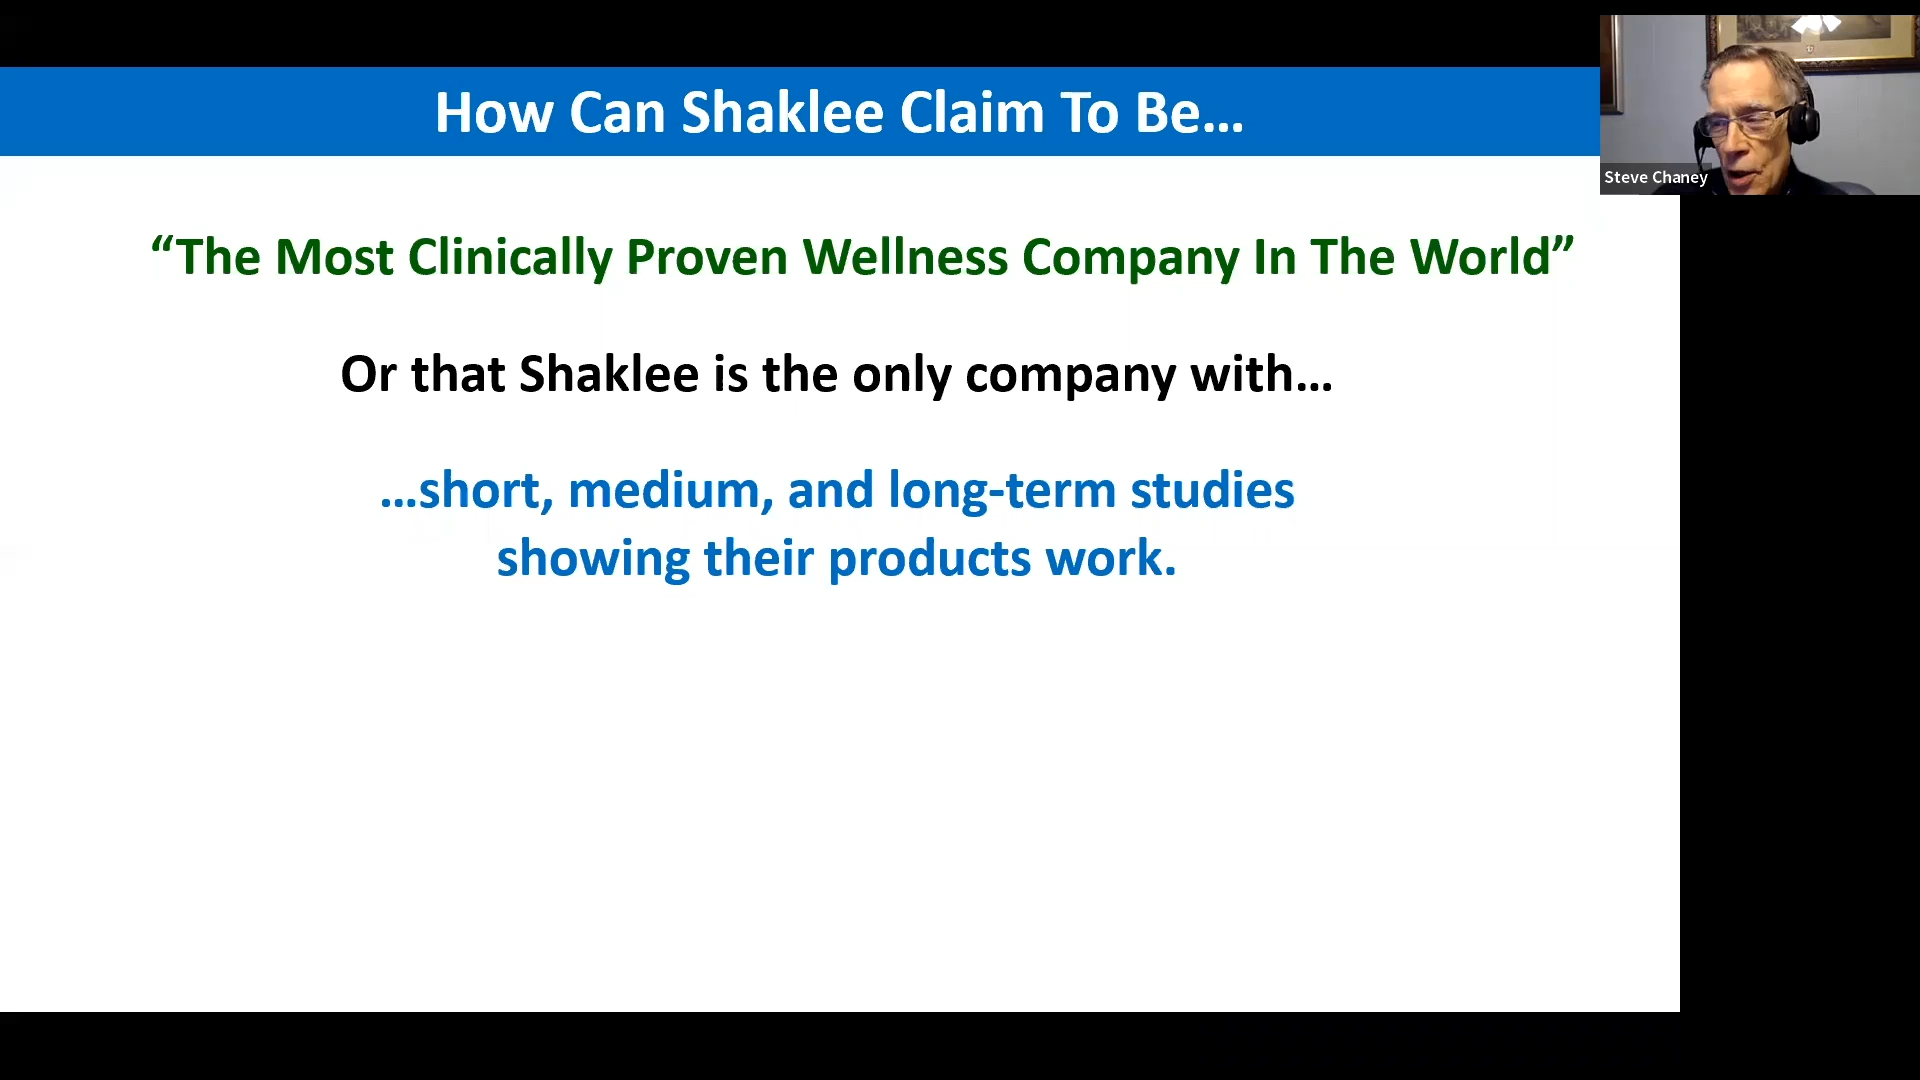 How Can Shaklee Claim To Be…
Steve Chaney
“The Most Clinically Proven Wellness Company In The World”
Or that Shaklee is the only company with…
…short, medium, and long-term studies
showing their products work.